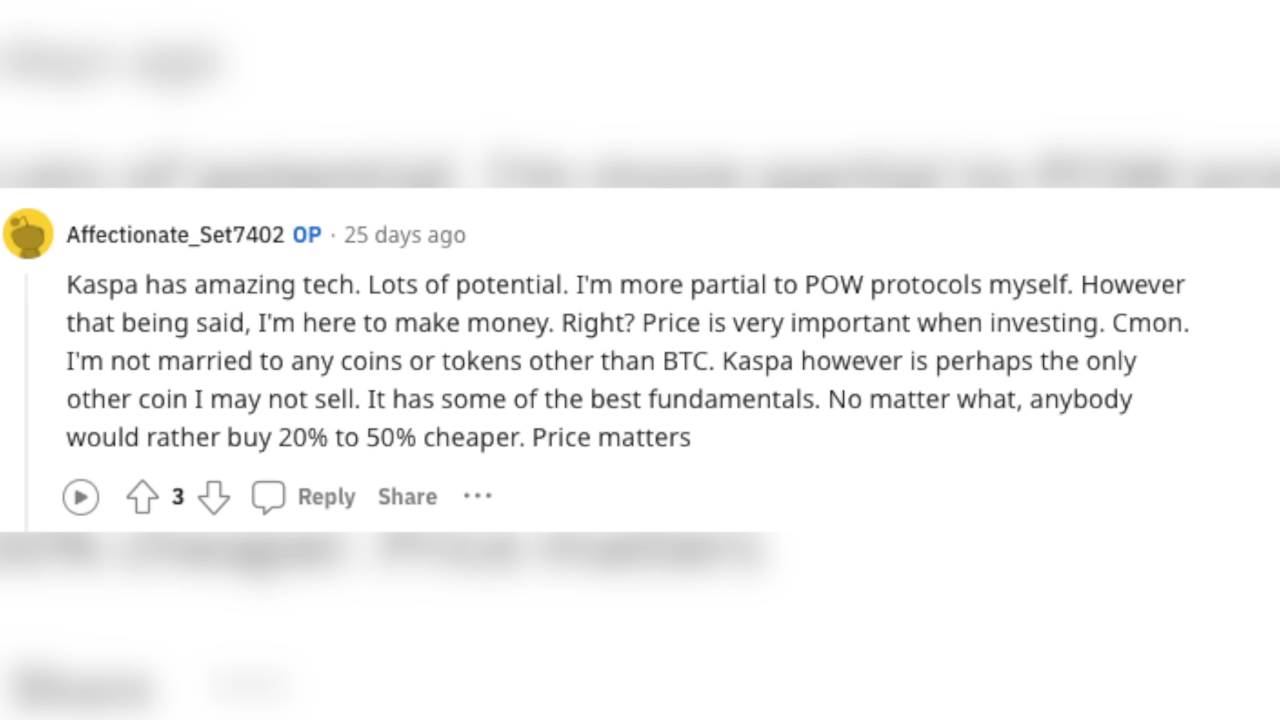 Affectionate_Set7402 OP · 25 days ago
Kaspa has amazing tech. Lots of potential. I'm more partial to POW protocols myself. However
that being said, I'm here to make money. Right? Price is very important when investing. Cmon.
I'm not married to any coins or tokens other than BTC. Kaspa however is perhaps the only
other coin I may not sell. It has some of the best fundamentals. No matter what, anybody
would rather buy 20% to 50% cheaper. Price matters
3 Reply Share ···